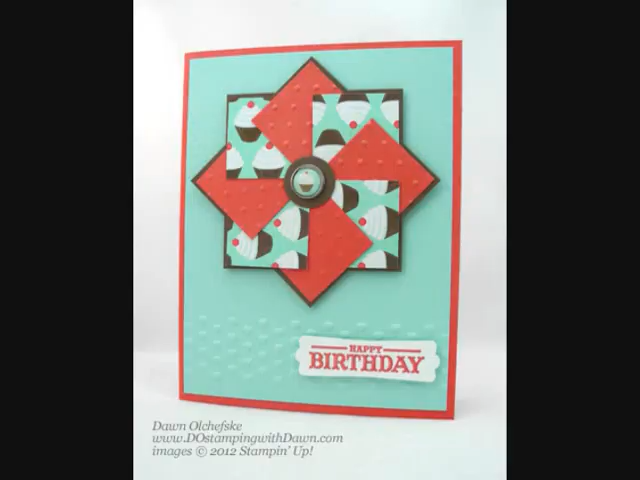 HAPPY
BIRTHDAY
Dawn Olchefske
www.DOstampingwithDawn.com
images © 2012 Stampin' Up!